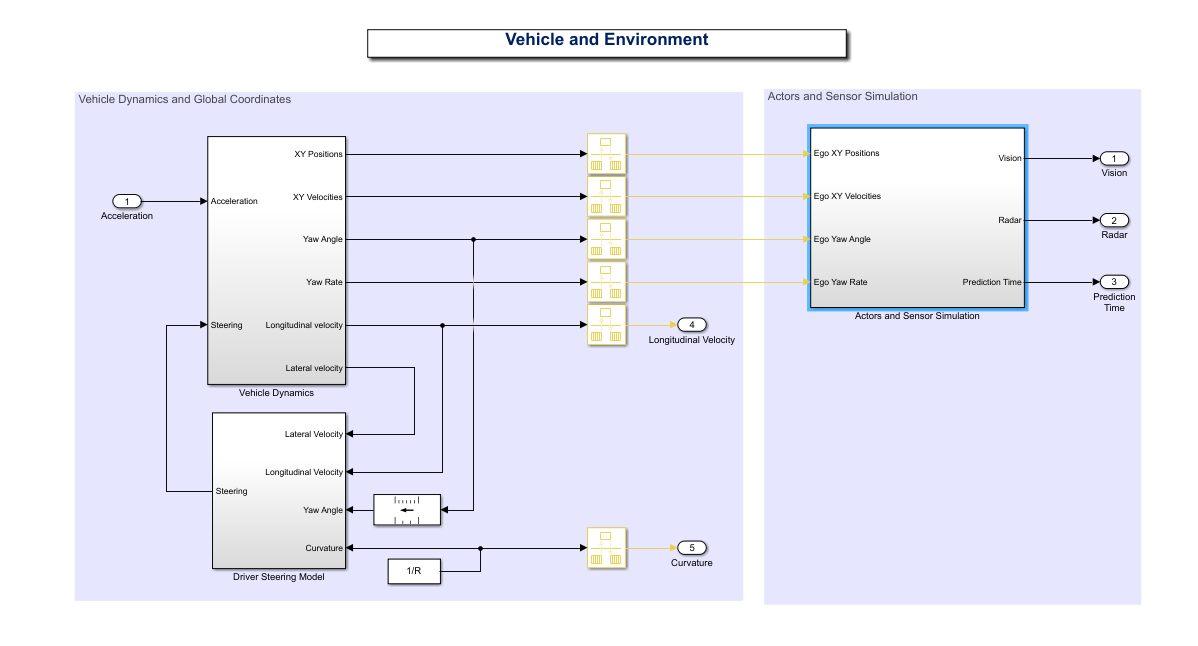 Vehicle and Environment
Vehicle Dynamics and Global Coordinates
1
Acceleration
Acceleration
Steering
XY Positions
XY Velocities
Yaw Angle
Yaw Rate
Longitudinal velocity
Lateral velocity
Vehicle Dynamics
Lateral Velocity
Longitudinal Velocity
Steering
Yaw Angle
Curvature
Driver Steering Model
1/R
4
Longitudinal Velocity
5
Curvature
Actors and Sensor Simulation
Ego XY Positions
Ego XY Velocities
Ego Yaw Angle
Ego Yaw Rate
Vision
Radar
Prediction Time
Actors and Sensor Simulation
1
Vision
2
Radar
3
Prediction
Time